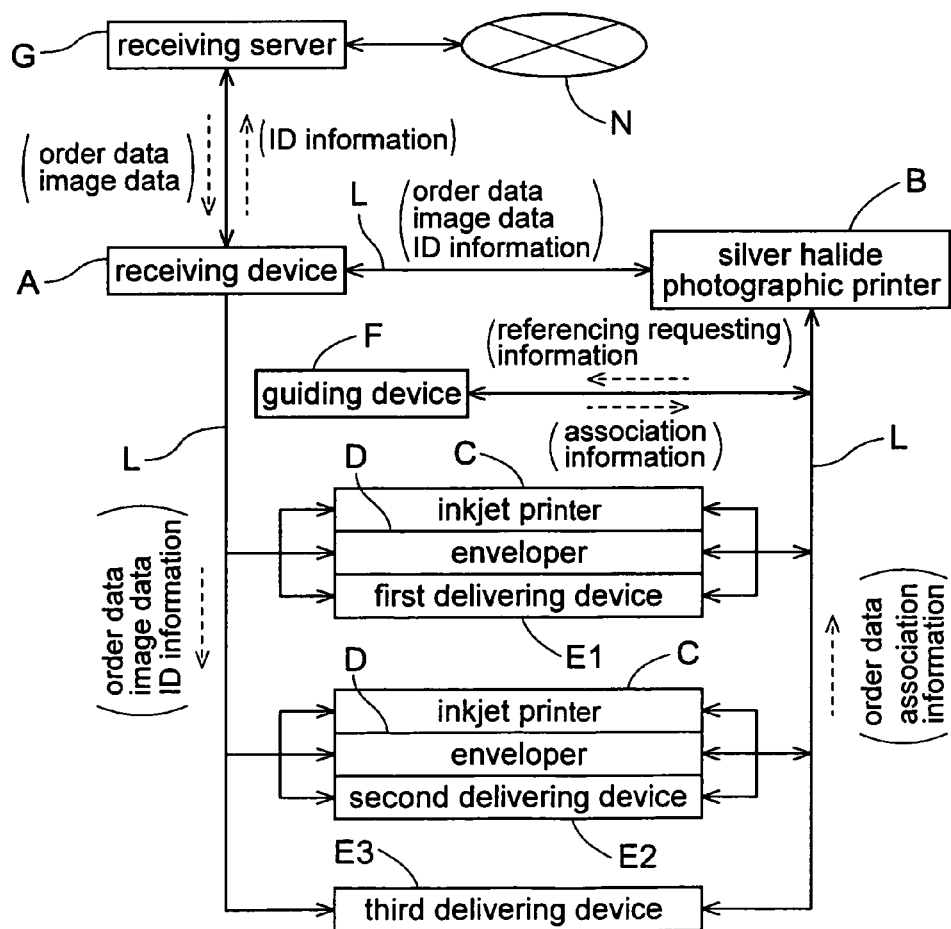 G
receiving server
N
(order data
image data)
(ID information)
L
(order data
image data
ID information)
B
A
receiving device
silver halide
photographic printer
F
guiding device
(referencing requesting
information)
(association
information)
L
L
D
C
inkjet printer
enveloper
first delivering device
E1
(order data
image data
ID information)
(order data
association
information)
D
C
inkjet printer
enveloper
second delivering device
E2
E3
third delivering device